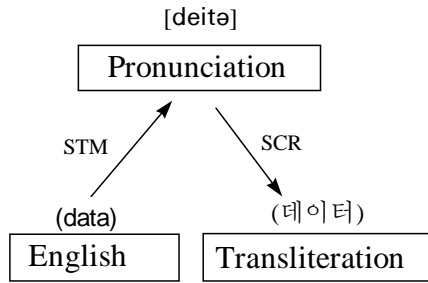 [deitə]
Pronunciation
STM
SCR
(data)
(데이터)
English
Transliteration